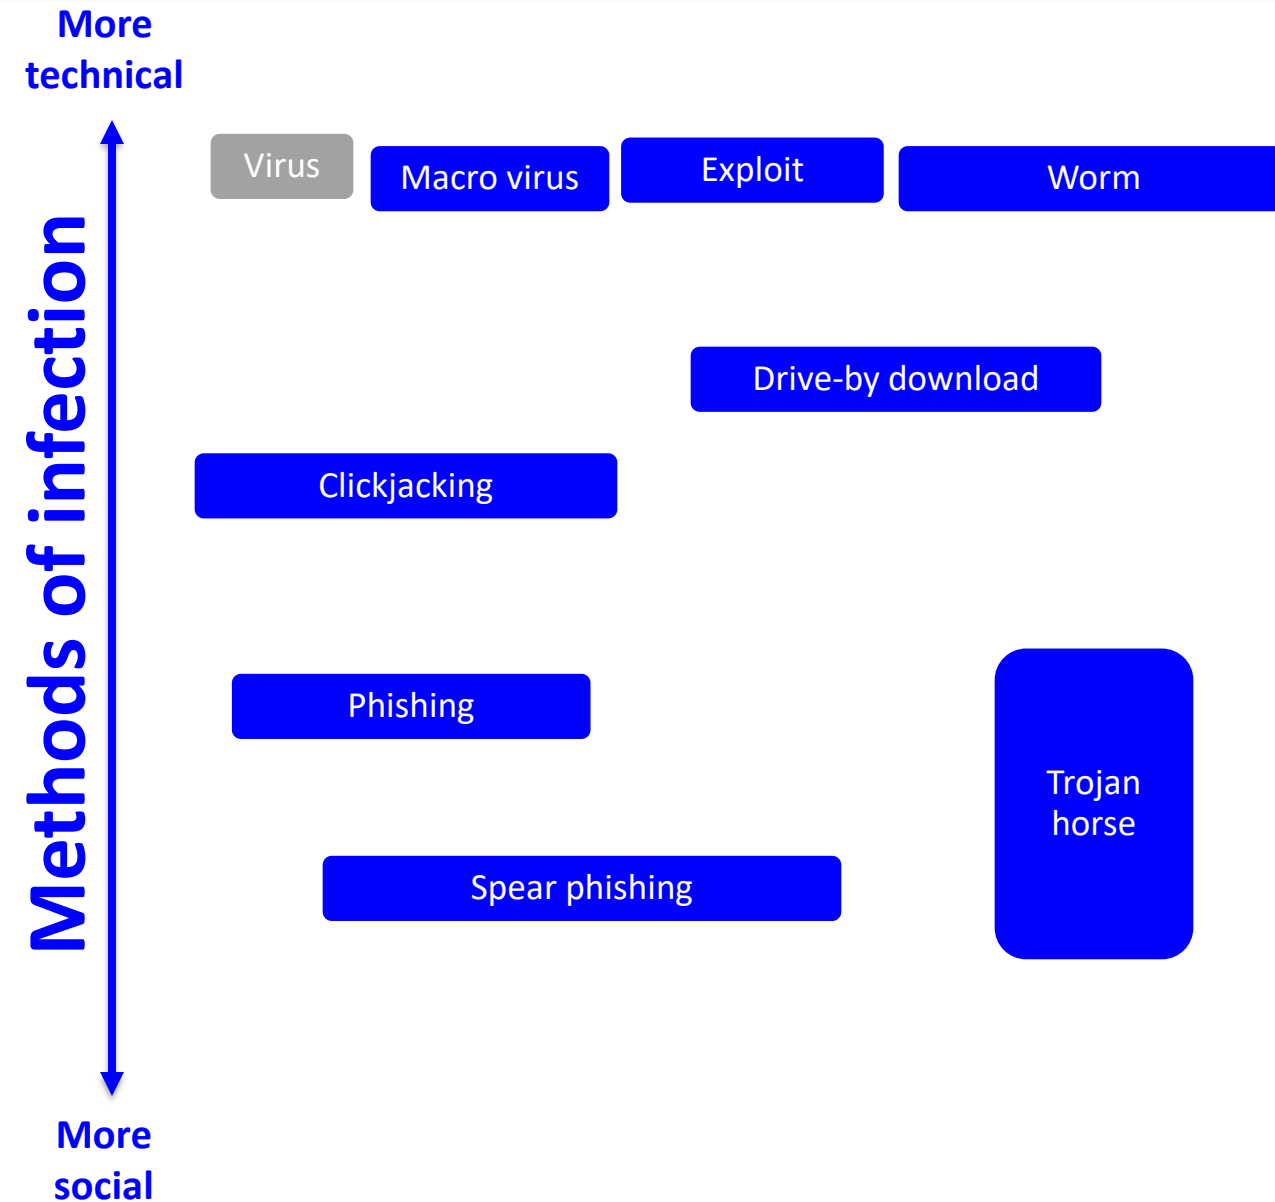 More
technical
Methods of infection
Virus
Macro virus
Exploit
Worm
Drive-by download
Clickjacking
Phishing
Trojan
horse
Spear phishing
More
social